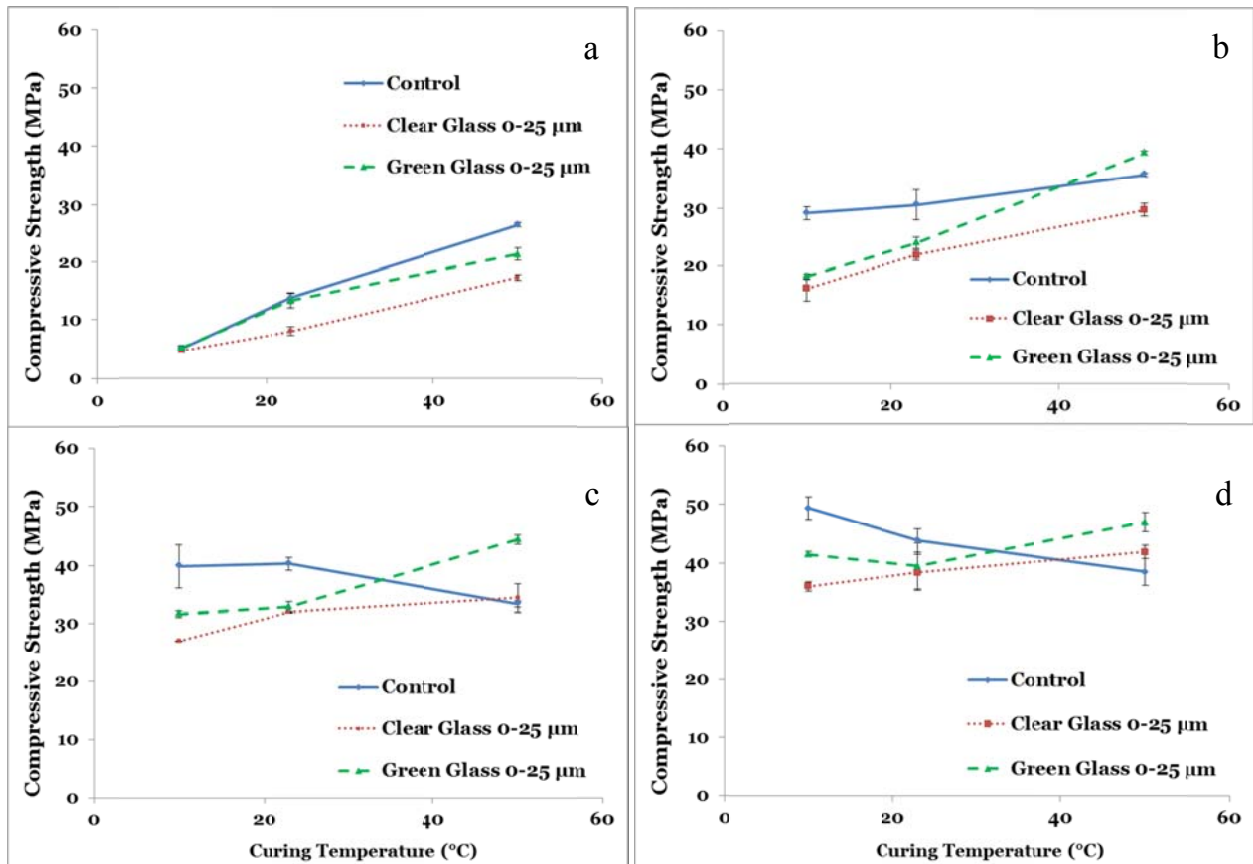 a
Compressive Strength (MPa)
60
50
40
30
20
10
0
0 20 40 60
Control
Clear Glass 0-25 µm
Green Glass 0-25 µm
b
Compressive Strength (MPa)
60
50
40
30
20
10
0
0 20 40 60
Control
Clear Glass 0-25 µm
Green Glass 0-25 µm
c
Compressive Strength (MPa)
60
50
40
30
20
10
0
0 20 40 60
Control
Clear Glass 0-25 µm
Green Glass 0-25 µm
Curing Temperature (°C)
d
Compressive Strength (MPa)
60
50
40
30
20
10
0
0 20 40 60
Control
Clear Glass 0-25 µm
Green Glass 0-25 µm
Curing Temperature (°C)